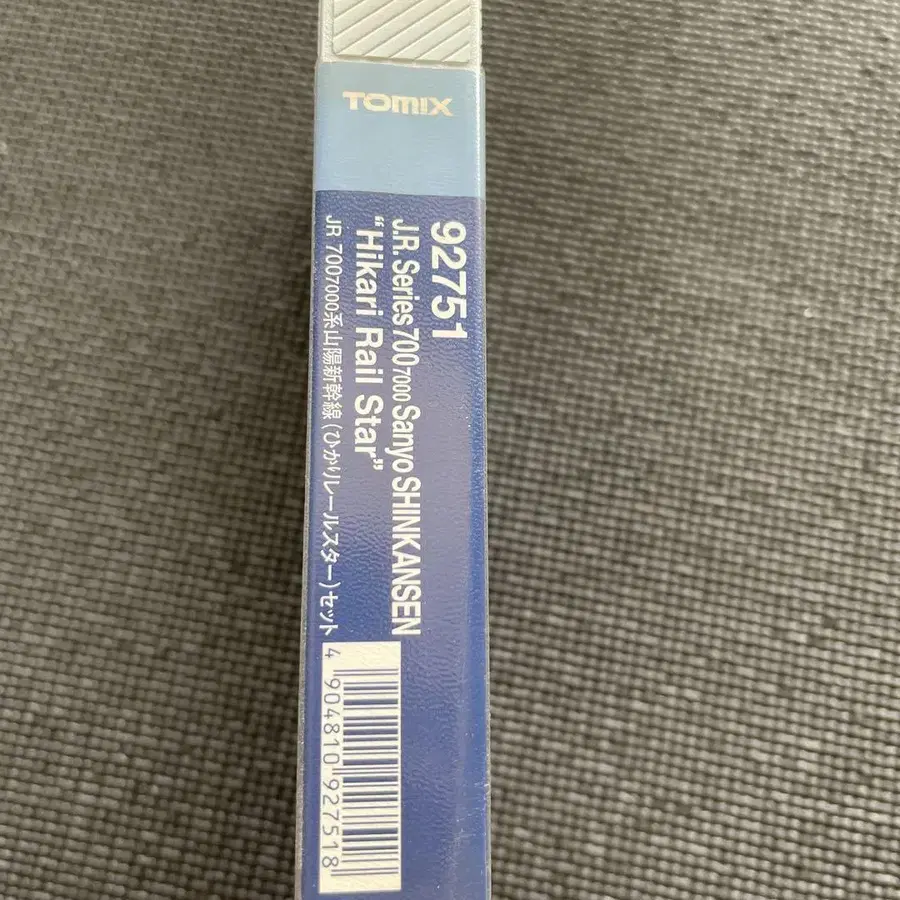 TOMIX
92751
J.R. Series 700 7000 Sanyo SHINKANSEN
“Hikari Rail Star”
JR 700 7000系山陽新幹線(ひかりレールスター)セット
4 904810 927518